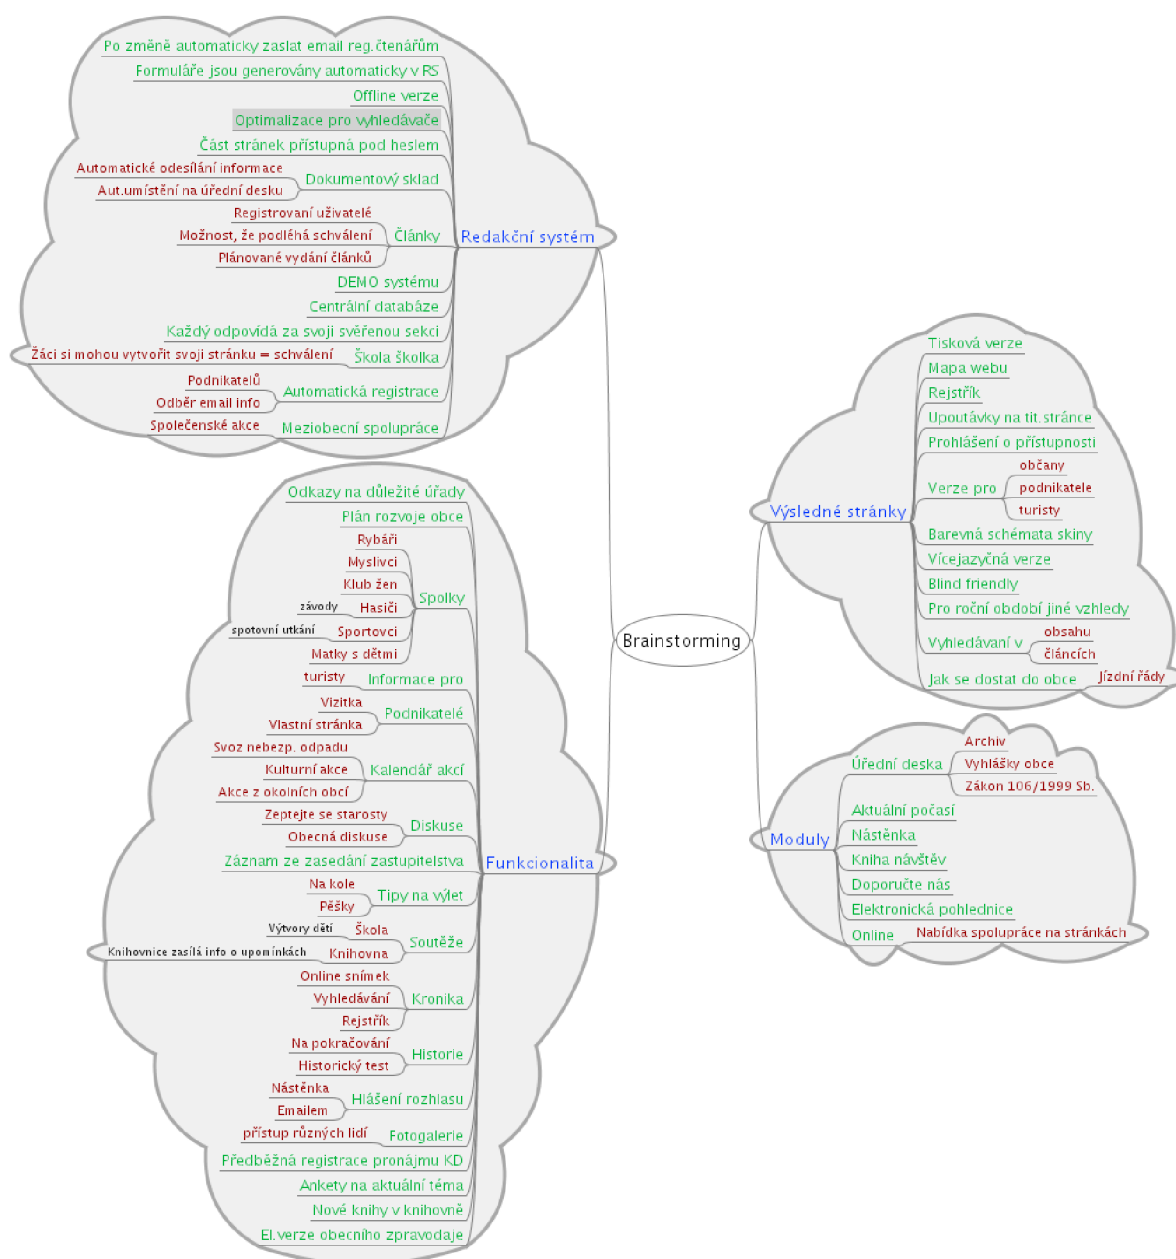 Po změně automaticky zaslat email reg.čtenářům
Formuláře jsou generovány automaticky v RS
Offline verze
Optimalizace pro vyhledávače
Část stránek přístupná pod heslem
Automatické odesílání informace
Aut.umístění na úřední desku
Dokumentový sklad
Registrovaní uživatelé
Možnost, že podléhá schválení
Plánované vydání článků
Články
Redakční systém
DEMO systému
Centrální databáze
Každý odpovídá za svoji svěřenou sekci
Žáci si mohou vytvořit svoji stránku = schválení
Škola školka
Podnikatelů
Odběr email info
Automatická registrace
Společenské akce
Meziobecní spolupráce
Odkazy na důležité úřady
Plán rozvoje obce
Rybáři
Myslivci
Klub žen
závody
Hasiči
spotovní utkání
Sportovci
Matky s dětmi
Spolky
turisty
Informace pro
Vizitka
Vlastní stránka
Podnikatelé
Svoz nebezp. odpadu
Kulturní akce
Akce z okolních obcí
Kalendář akcí
Zeptejte se starosty
Obecná diskuse
Diskuse
Záznam ze zasedání zastupitelstva
Funkcionalita
Na kole
Pěšky
Tipy na výlet
Výtvory dětí
Škola
Knihovnice zasílá info o upomínkách
Knihovna
Soutěže
Online snímek
Vyhledávání
Rejstřík
Kronika
Na pokračování
Historický test
Historie
Nástěnka
Emailem
Hlášení rozhlasu
přístup různých lidí
Fotogalerie
Předběžná registrace pronájmu KD
Ankety na aktuální téma
Nové knihy v knihovně
El.verze obecního zpravodaje
Brainstorming
Tisková verze
Mapa webu
Rejstřík
Upoutávky na tit.stránce
Prohlášení o přístupnosti
Verze pro
občany
podnikatele
turisty
Výsledné stránky
Barevná schémata skiny
Vícejazyčná verze
Blind friendly
Pro roční období jiné vzhledy
Vyhledávaní v
obsahu
článcích
Jak se dostat do obce
Jízdní řády
Úřední deska
Archiv
Vyhlášky obce
Zákon 106/1999 Sb.
Aktuální počasí
Moduly
Nástěnka
Kniha návštěv
Doporučte nás
Elektronická pohlednice
Online
Nabídka spolupráce na stránkách